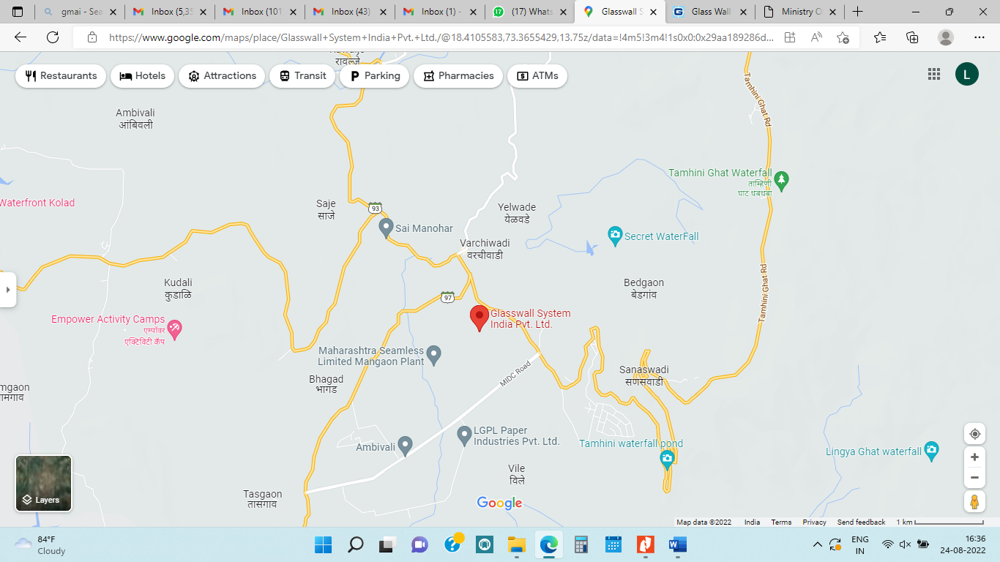 gmai - Sea
Inbox (5,35
Inbox (101
Inbox (43)
Inbox (1) -
(17) Whats
Glasswall S
Glass Wall
Ministry O
https://www.google.com/maps/place/Glasswall+System+India+Pvt.+Ltd./@18.4105583,73.3655429,13.75z/data=!4m5!3m4!1s0x0:0x29aa189286d...
रावळ्जे
Restaurants
Hotels
Attractions
Transit
Parking
Pharmacies
ATMs
L
Ambivali
आंबिवली
Tamhini Ghat Rd
Tamhini Ghat Waterfall
ताम्हिणी
घाट धबधबा
Waterfront Kolad
Saje
साजे
93
Sai Manohar
Yelwade
येळवडे
Secret WaterFall
Varchiwadi
वरचीवाडी
Kudali
कुडाळि
Bedgaon
बेडगांव
Tamhini Ghat Rd
97
Empower Activity Camps
एम्पॉवर
एक्टिविटी कँप
Glasswall System
India Pvt. Ltd.
Maharashtra Seamless
Limited Mangaon Plant
MIDC Road
Sanaswadi
सणसवाडी
Bhagad
भागड
mgaon
मगाव
LGPL Paper
Industries Pvt. Ltd.
Ambivali
Tamhini waterfall pond
Lingya Ghat waterfall
Vile
विले
Tasgaon
तासगाव
Layers
Google
Map data ©2022
India
Terms
Privacy
Send feedback
1 km
84°F
Cloudy
ENG
IN
16:36
24-08-2022